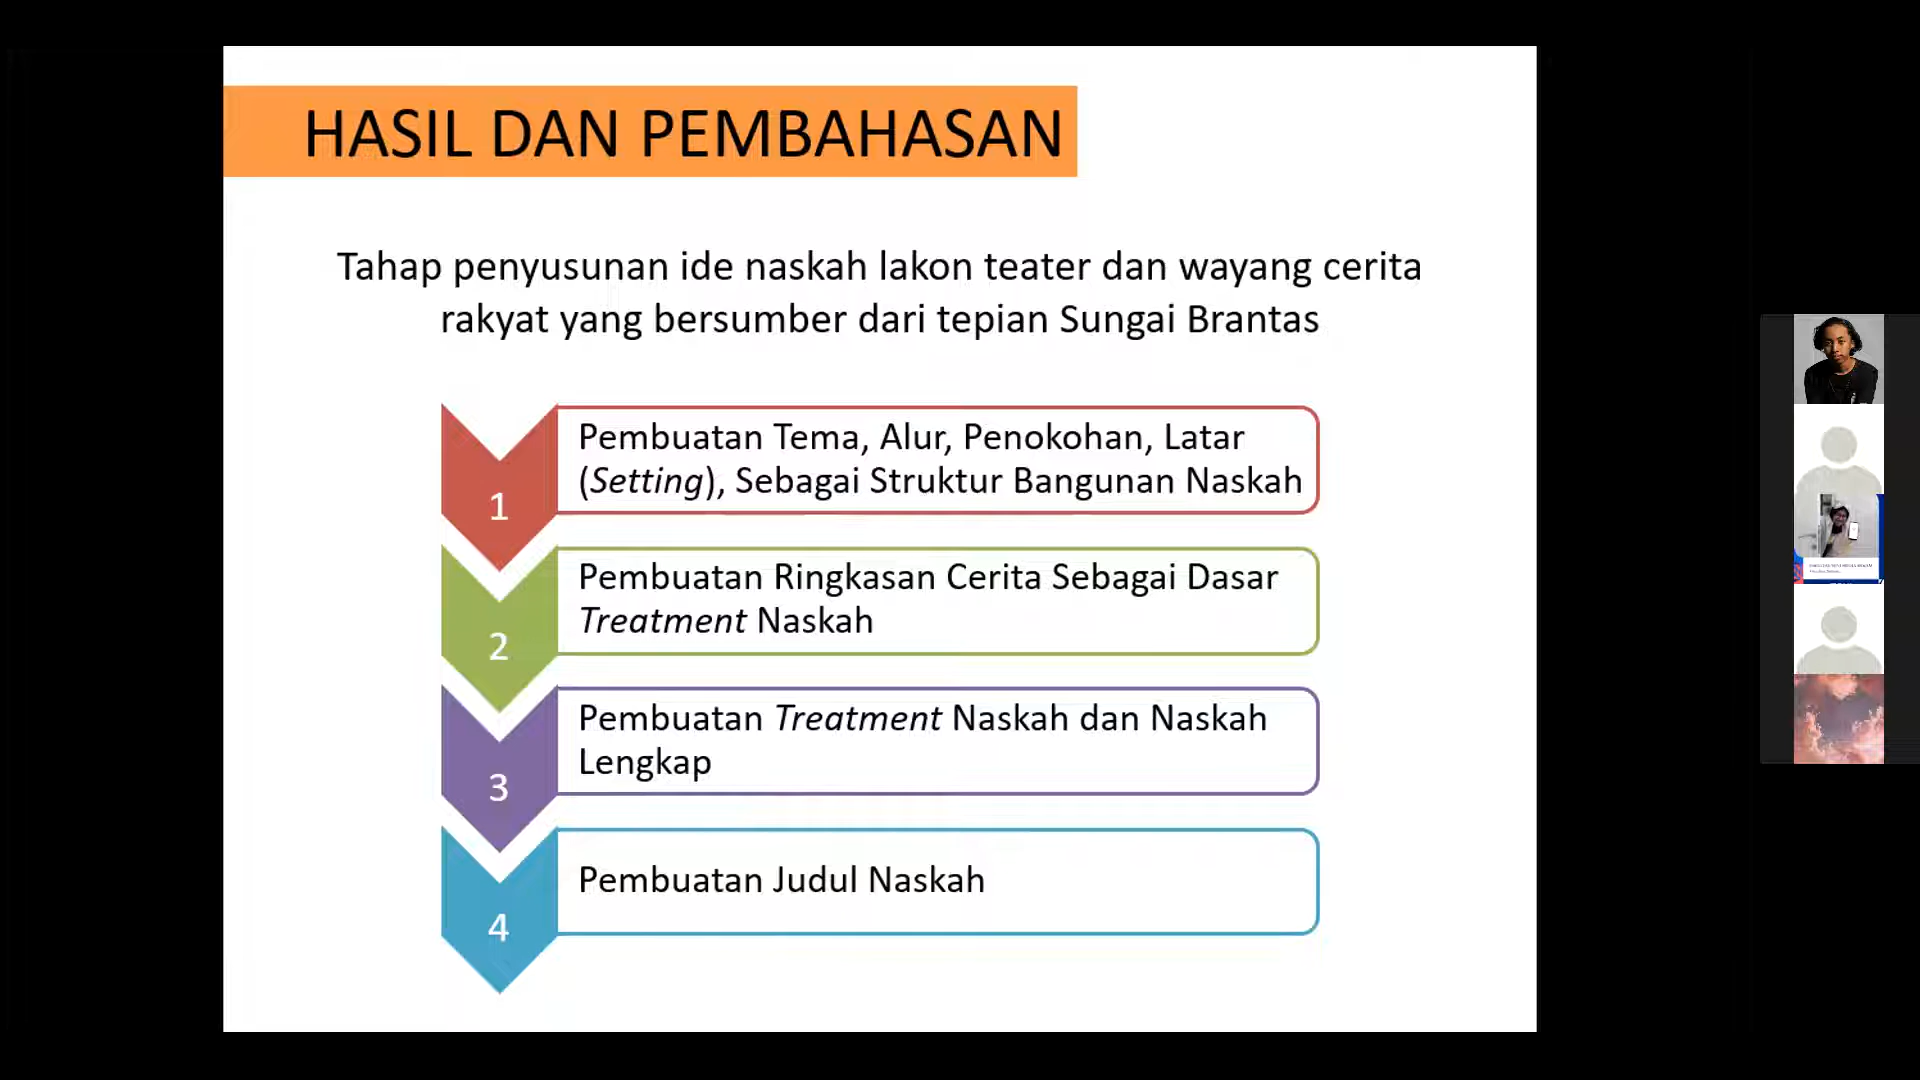 HASIL DAN PEMBAHASAN
Tahap penyusunan ide naskah lakon teater dan wayang cerita
rakyat yang bersumber dari tepian Sungai Brantas
1
Pembuatan Tema, Alur, Penokohan, Latar
(Setting), Sebagai Struktur Bangunan Naskah
2
Pembuatan Ringkasan Cerita Sebagai Dasar
Treatment Naskah
3
Pembuatan Treatment Naskah dan Naskah
Lengkap
4
Pembuatan Judul Naskah